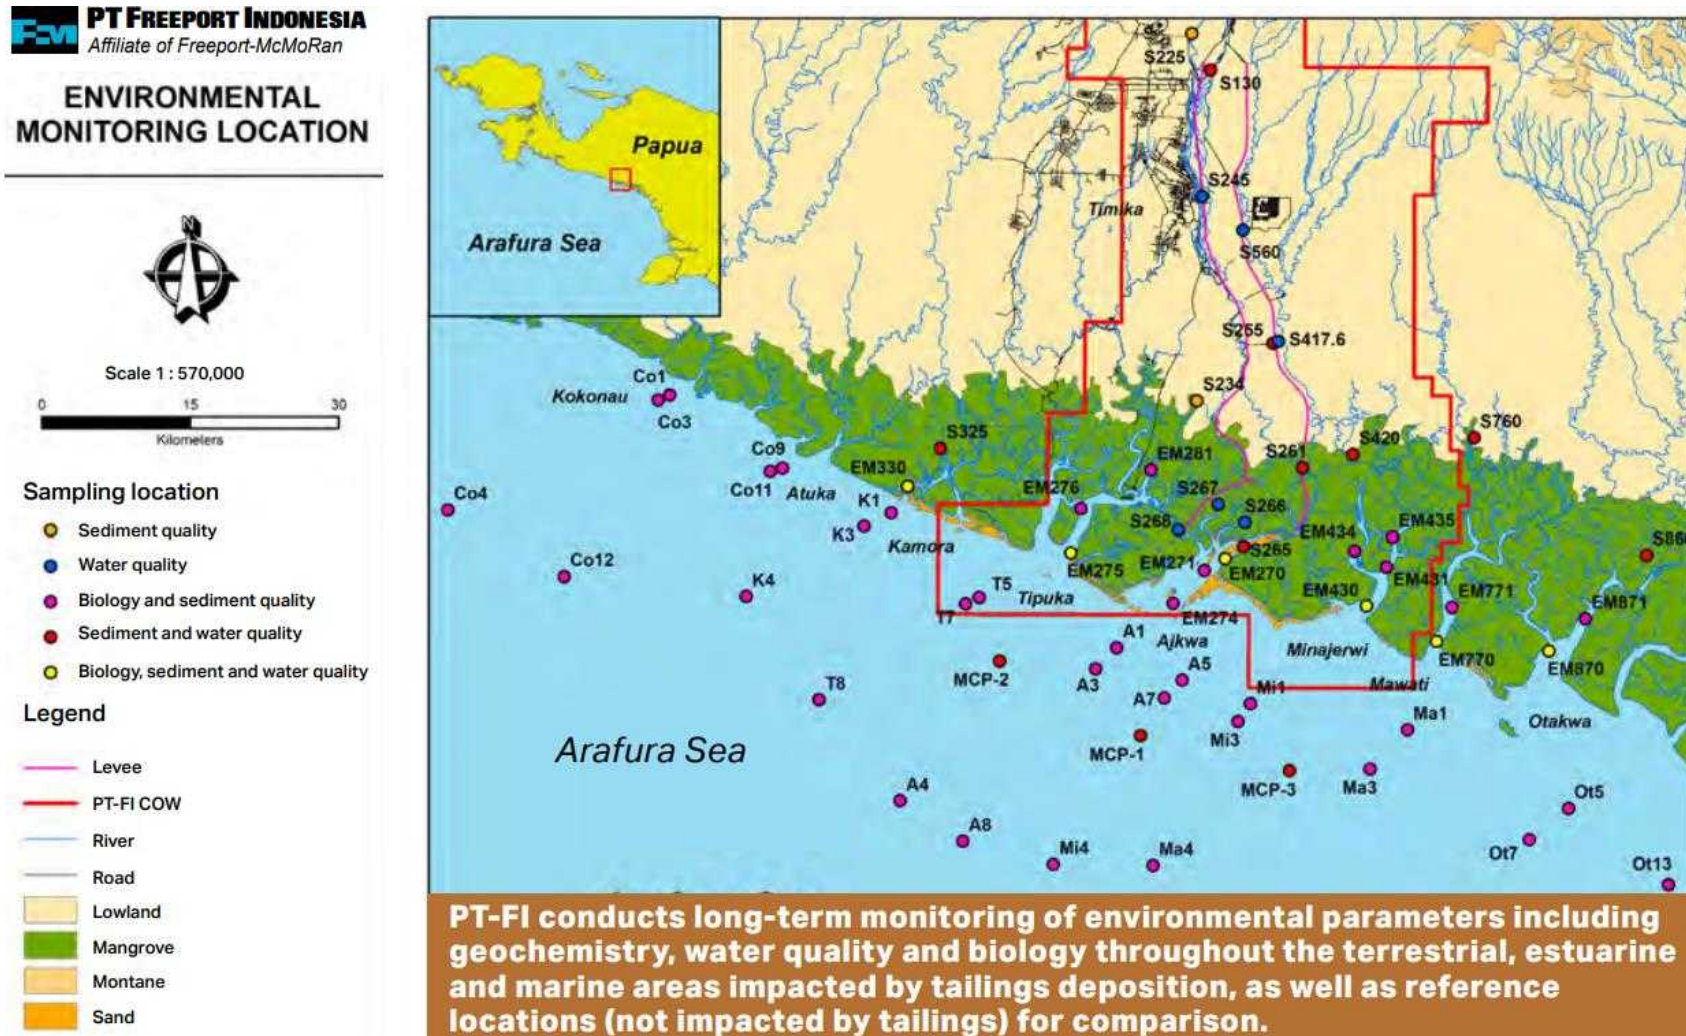 PT FREEPORT INDONESIA
Affiliate of Freeport-McMoRan
ENVIRONMENTAL
MONITORING LOCATION
N
Scale 1 : 570,000
0 15 30
Kilometers
Sampling location
Sediment quality
Water quality
Biology and sediment quality
Sediment and water quality
Biology, sediment and water quality
Legend
Levee
PT-FI COW
River
Road
Lowland
Mangrove
Montane
Sand
Papua
Arafura Sea
S225
S130
S245
Timika
S560
S255
S417.6
Co1
Kokonau
Co3
S234
S325
S760
Co9
EM330
EM281
S261
S420
Co4
Co11
Atuka
K1
EM276
S267
S266
K3
S268
EM434
EM435
Kamora
S265
Co12
EM275
EM271
EM270
EM431
K4
T5
Tipuka
EM430
EM771
EM871
T7
EM274
A1
Ajkwa
Minajerwi
EM770
EM870
MCP-2
A3
A5
T8
A7
Mi1
Mawati
Ma1
Otakwa
Mi3
Arafura Sea
MCP-1
MCP-3
Ma3
A4
Ot5
A8
Mi4
Ma4
Ot7
Ot13
PT-FI conducts long-term monitoring of environmental parameters including
geochemistry, water quality and biology throughout the terrestrial, estuarine
and marine areas impacted by tailings deposition, as well as reference
locations (not impacted by tailings) for comparison.